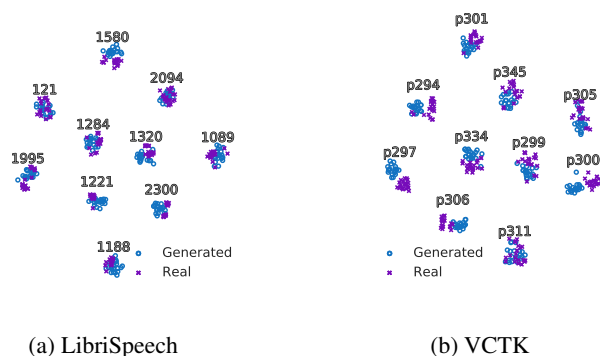 1580
2094
121
1284
1320
1089
1995
1221
2300
1188
Generated
Real
(a) LibriSpeech
p301
p294
p345
p305
p334
p299
p297
p300
p306
p311
Generated
Real
(b) VCTK